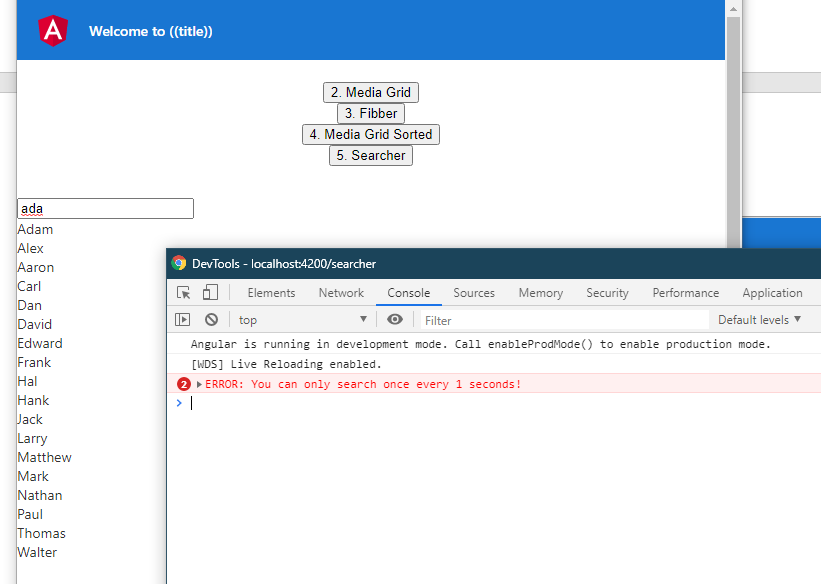 Welcome to ((title))
2. Media Grid
3. Fibber
4. Media Grid Sorted
5. Searcher
ada
Adam
Alex
Aaron
Carl
Dan
David
Edward
Frank
Hal
Hank
Jack
Larry
Matthew
Mark
Nathan
Paul
Thomas
Walter
DevTools - localhost:4200/searcher
Elements Network Console Sources Memory Security Performance Application
top Filter Default levels
Angular is running in development mode. Call enableProdMode() to enable production mode.
[WDS] Live Reloading enabled.
2 ERROR: You can only search once every 1 seconds!